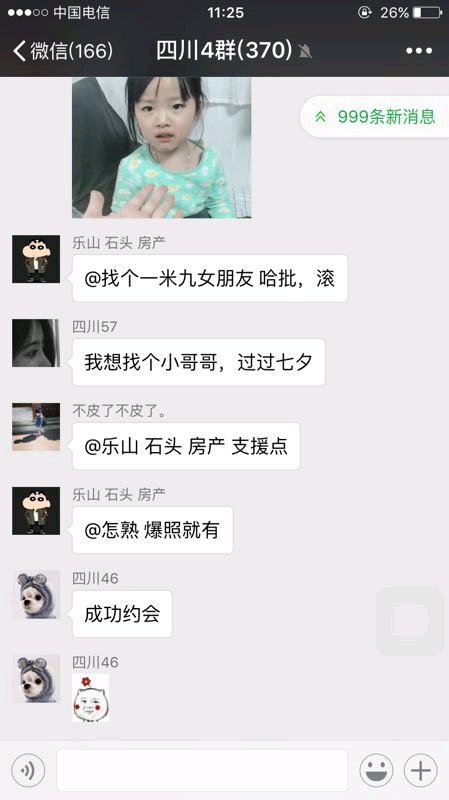 中国电信 11:25 26%
微信(166) 四川4群(370)
999条新消息
乐山 石头 房产
@找个一米九女朋友 哈批，滚
四川57
我想找个小哥哥，过过七夕
不皮了不皮了。
@乐山 石头 房产 支援点
乐山 石头 房产
@怎熟 爆照就有
四川46
成功约会
四川46